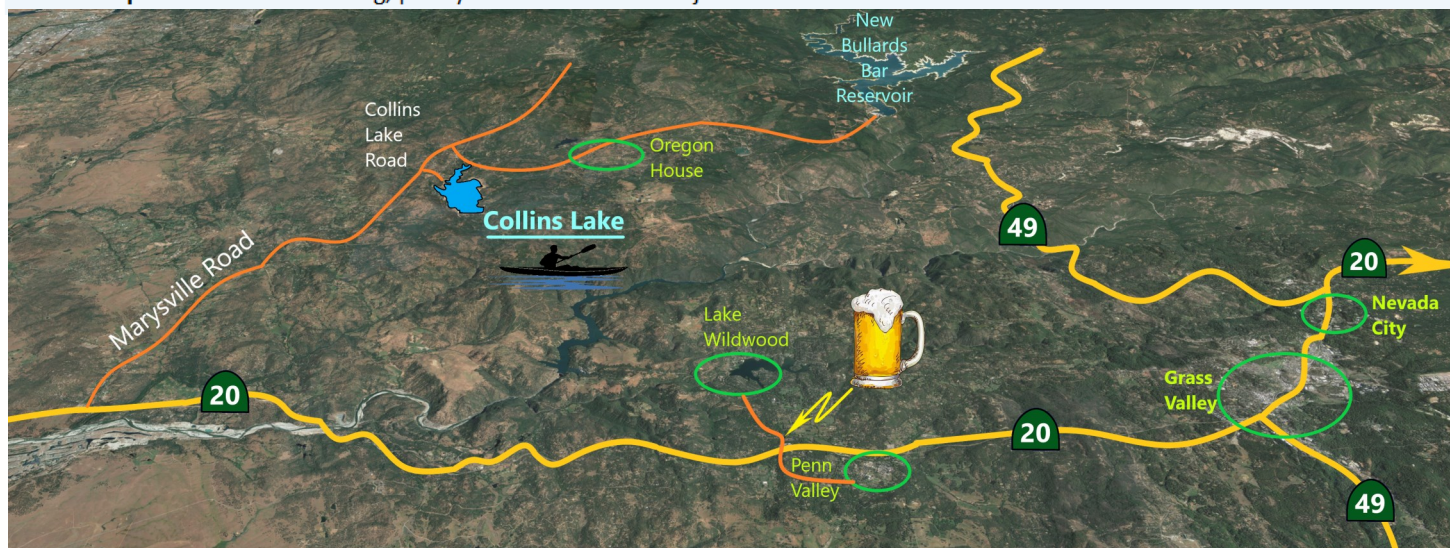 New
Bullards
Bar
Reservoir
Collins
Lake
Road
Oregon
House
Collins Lake
49
20
Marysville Road
Nevada
City
Lake
Wildwood
Grass
Valley
20
20
Penn
Valley
49